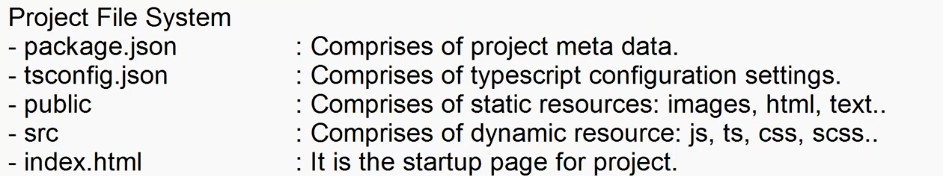 Project File System
- package.json : Comprises of project meta data.
- tsconfig.json : Comprises of typescript configuration settings.
- public : Comprises of static resources: images, html, text..
- src : Comprises of dynamic resource: js, ts, css, scss..
- index.html : It is the startup page for project.